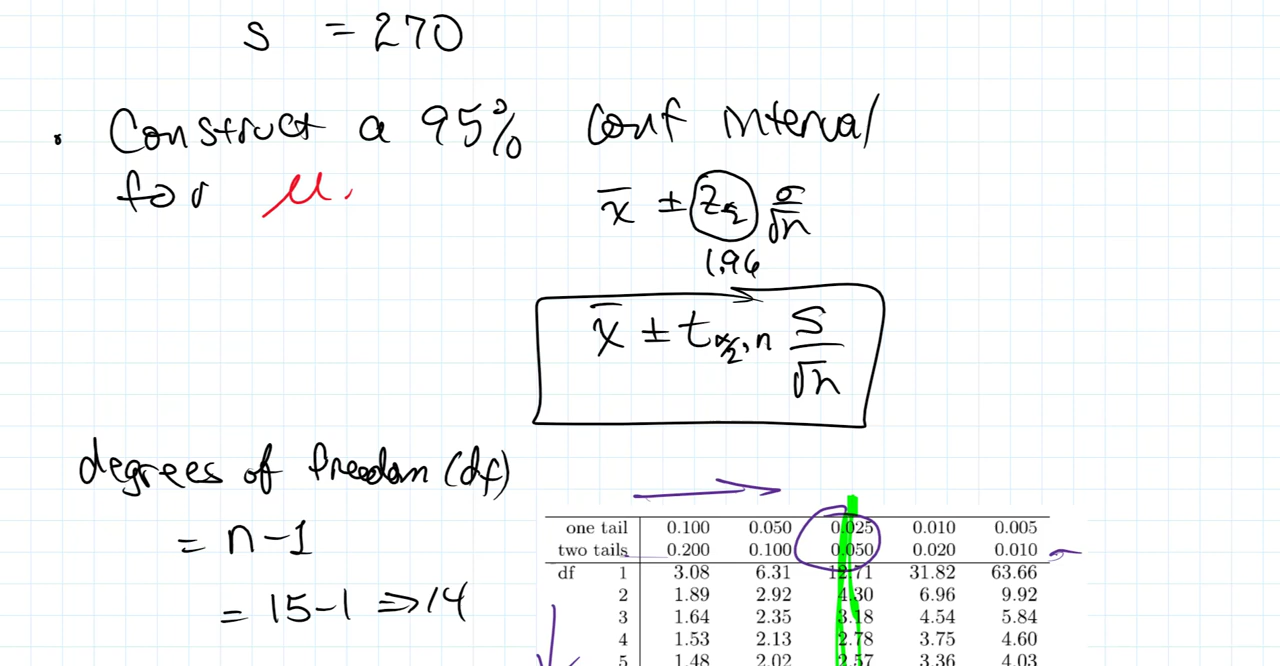 s = 270
• Construct a 95% conf interval
for μ.
x̄ ± Z α/2 σ/√n
1.96
x̄ ± t α/2, n s/√n
degrees of freedom (df)
= n - 1
= 15 - 1 ⇒ 14
one tail 0.100 0.050 0.025 0.010 0.005
two tails 0.200 0.100 0.050 0.020 0.010
df 1 3.08 6.31 12.71 31.82 63.66
2 1.89 2.92 4.30 6.96 9.92
3 1.64 2.35 3.18 4.54 5.84
4 1.53 2.13 2.78 3.75 4.60
5 1.48 2.02 2.57 3.36 4.03